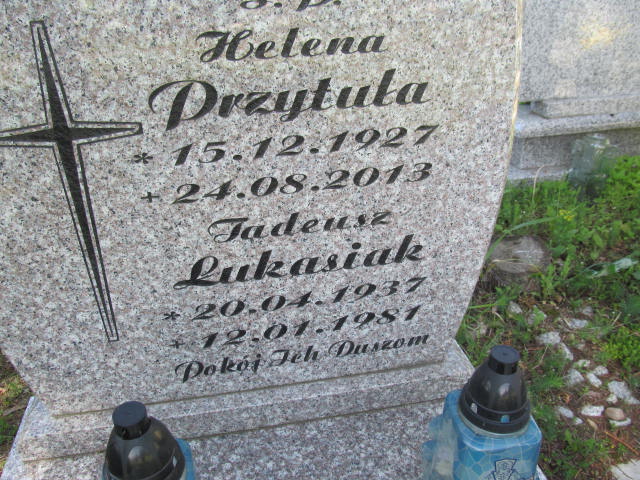 Ś. P.
Helena
Przytuła
* 15.12.1927
+ 24.08.2013
Tadeusz
Łukasiak
* 20.04.1937
+ 12.01.1981
Pokój Ich Duszom